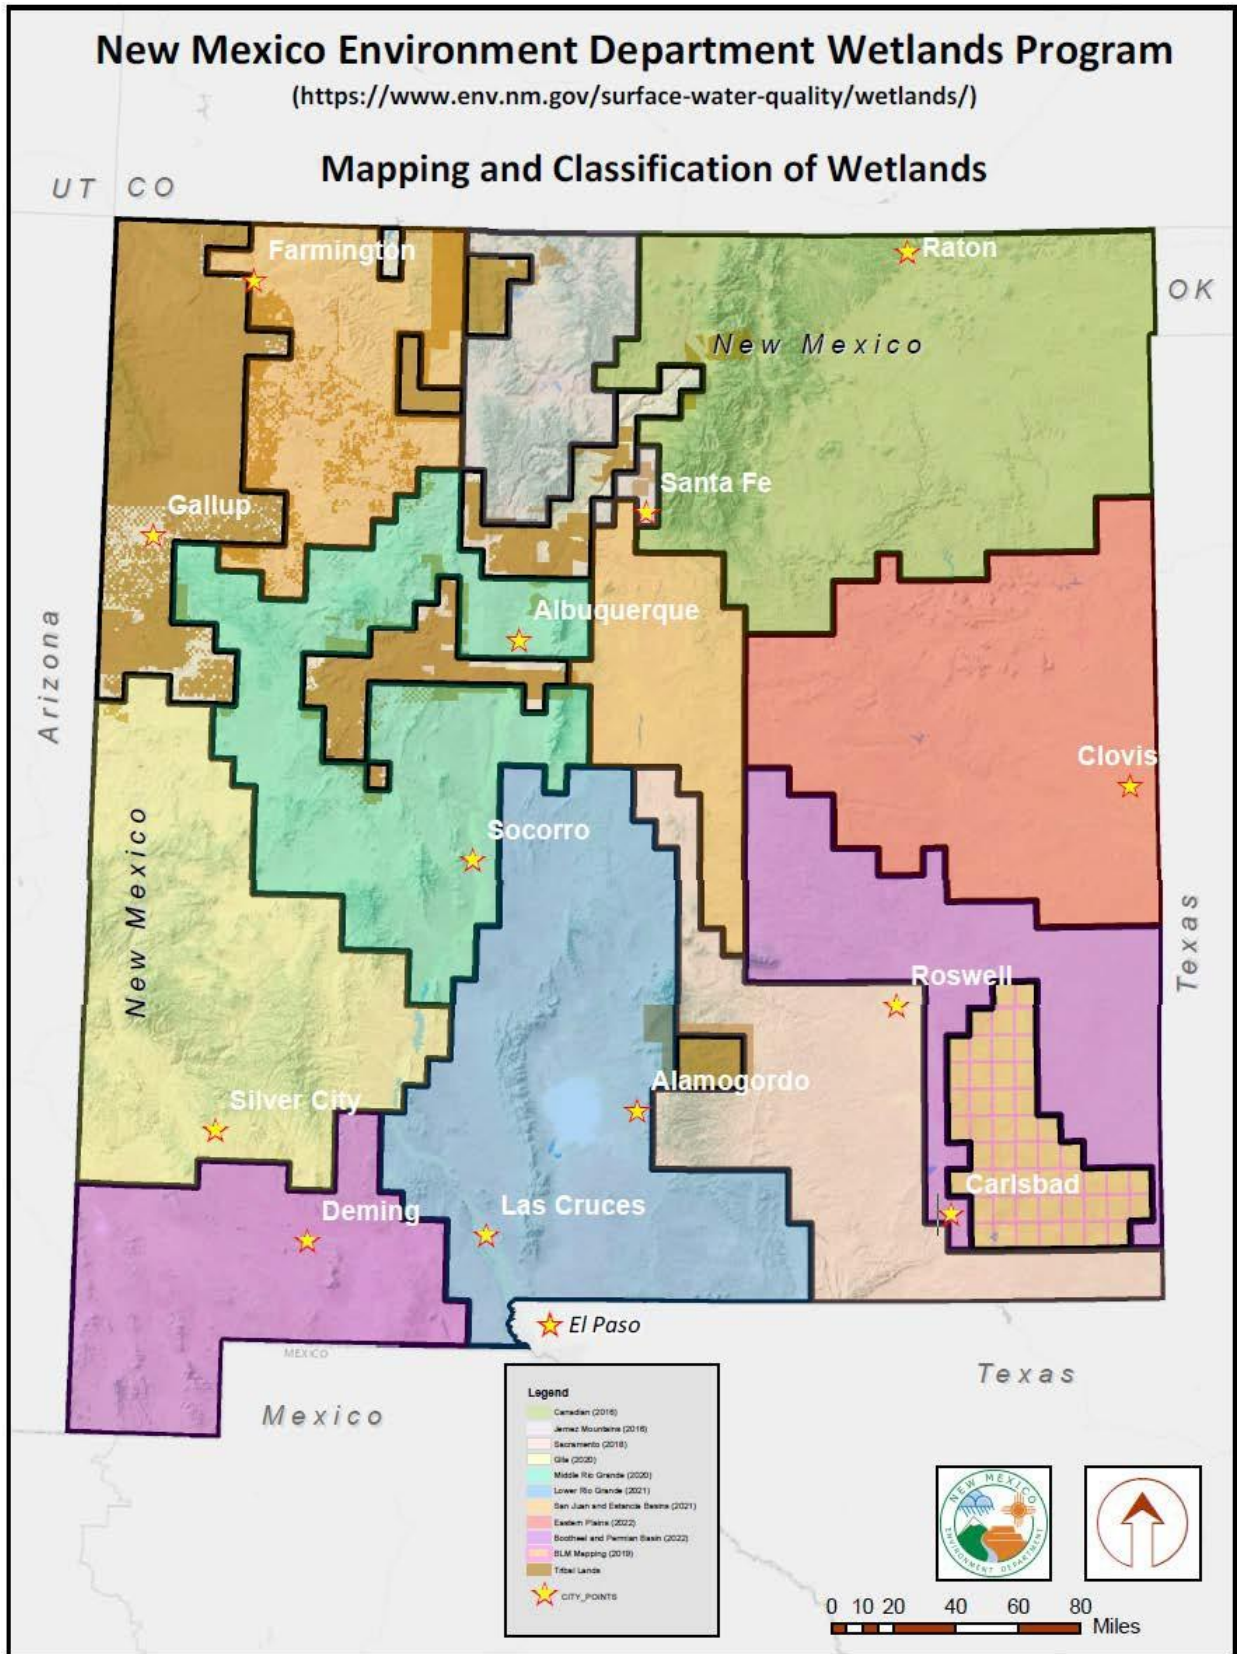 New Mexico Environment Department Wetlands Program
(https://www.env.nm.gov/surface-water-quality/wetlands/)
Mapping and Classification of Wetlands
UT CO
Farmington
Raton
OK
New Mexico
Santa Fe
Gallup
Albuquerque
Arizona
Clovis
Socorro
New Mexico
Texas
Roswell
Alamogordo
Silver City
Carlsbad
Deming
Las Cruces
El Paso
MEXICO
Texas
Mexico
Legend
Canadian (2016)
Jemez Mountains (2016)
Sacramento (2018)
Gila (2020)
Middle Rio Grande (2020)
Lower Rio Grande (2021)
San Juan and Estancia Basins (2021)
Eastern Plains (2022)
Bootheel and Permian Basin (2022)
BLM Mapping (2019)
Tribal Lands
CITY_POINTS
NEW MEXICO
ENVIRONMENT DEPARTMENT
0 10 20 40 60 80
Miles